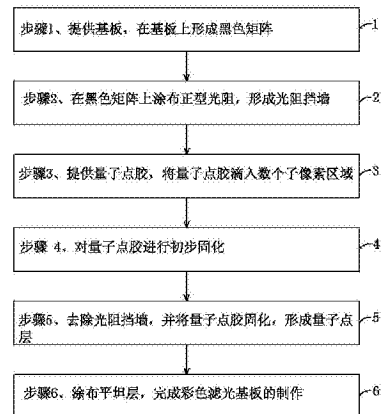 步骤1、提供基板，在基板上形成黑色矩阵
1
步骤2、在黑色矩阵上涂布正型光阻，形成光阻挡墙
2
步骤3、提供量子点胶，将量子点胶滴入数个子像素区域
3
步骤 4、对量子点胶进行初步固化
4
步骤5、去除光阻挡墙，并将量子点胶固化，形成量子点
层
5
步骤6、涂布平坦层，完成彩色滤光基板的制作
6